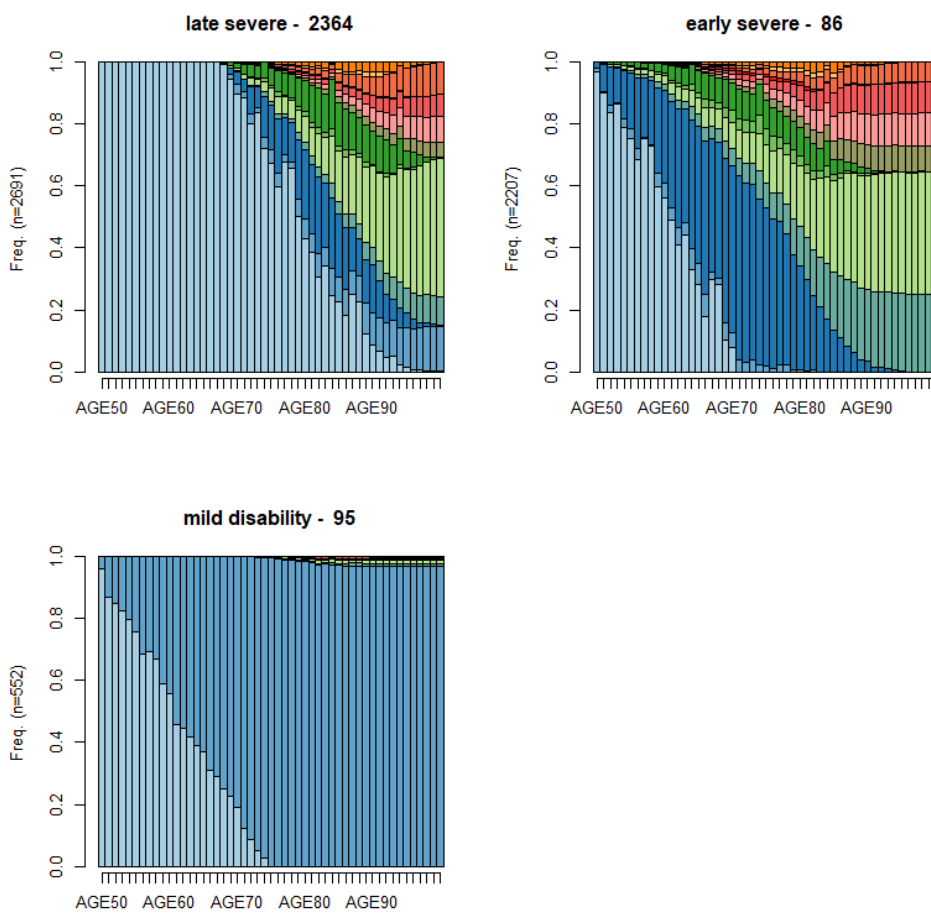 late severe - 2364
Freq. (n=2691)
0.0 0.2 0.4 0.6 0.8 1.0
AGE50 AGE60 AGE70 AGE80 AGE90
early severe - 86
Freq. (n=2207)
0.0 0.2 0.4 0.6 0.8 1.0
AGE50 AGE60 AGE70 AGE80 AGE90
mild disability - 95
Freq. (n=552)
0.0 0.2 0.4 0.6 0.8 1.0
AGE50 AGE60 AGE70 AGE80 AGE90